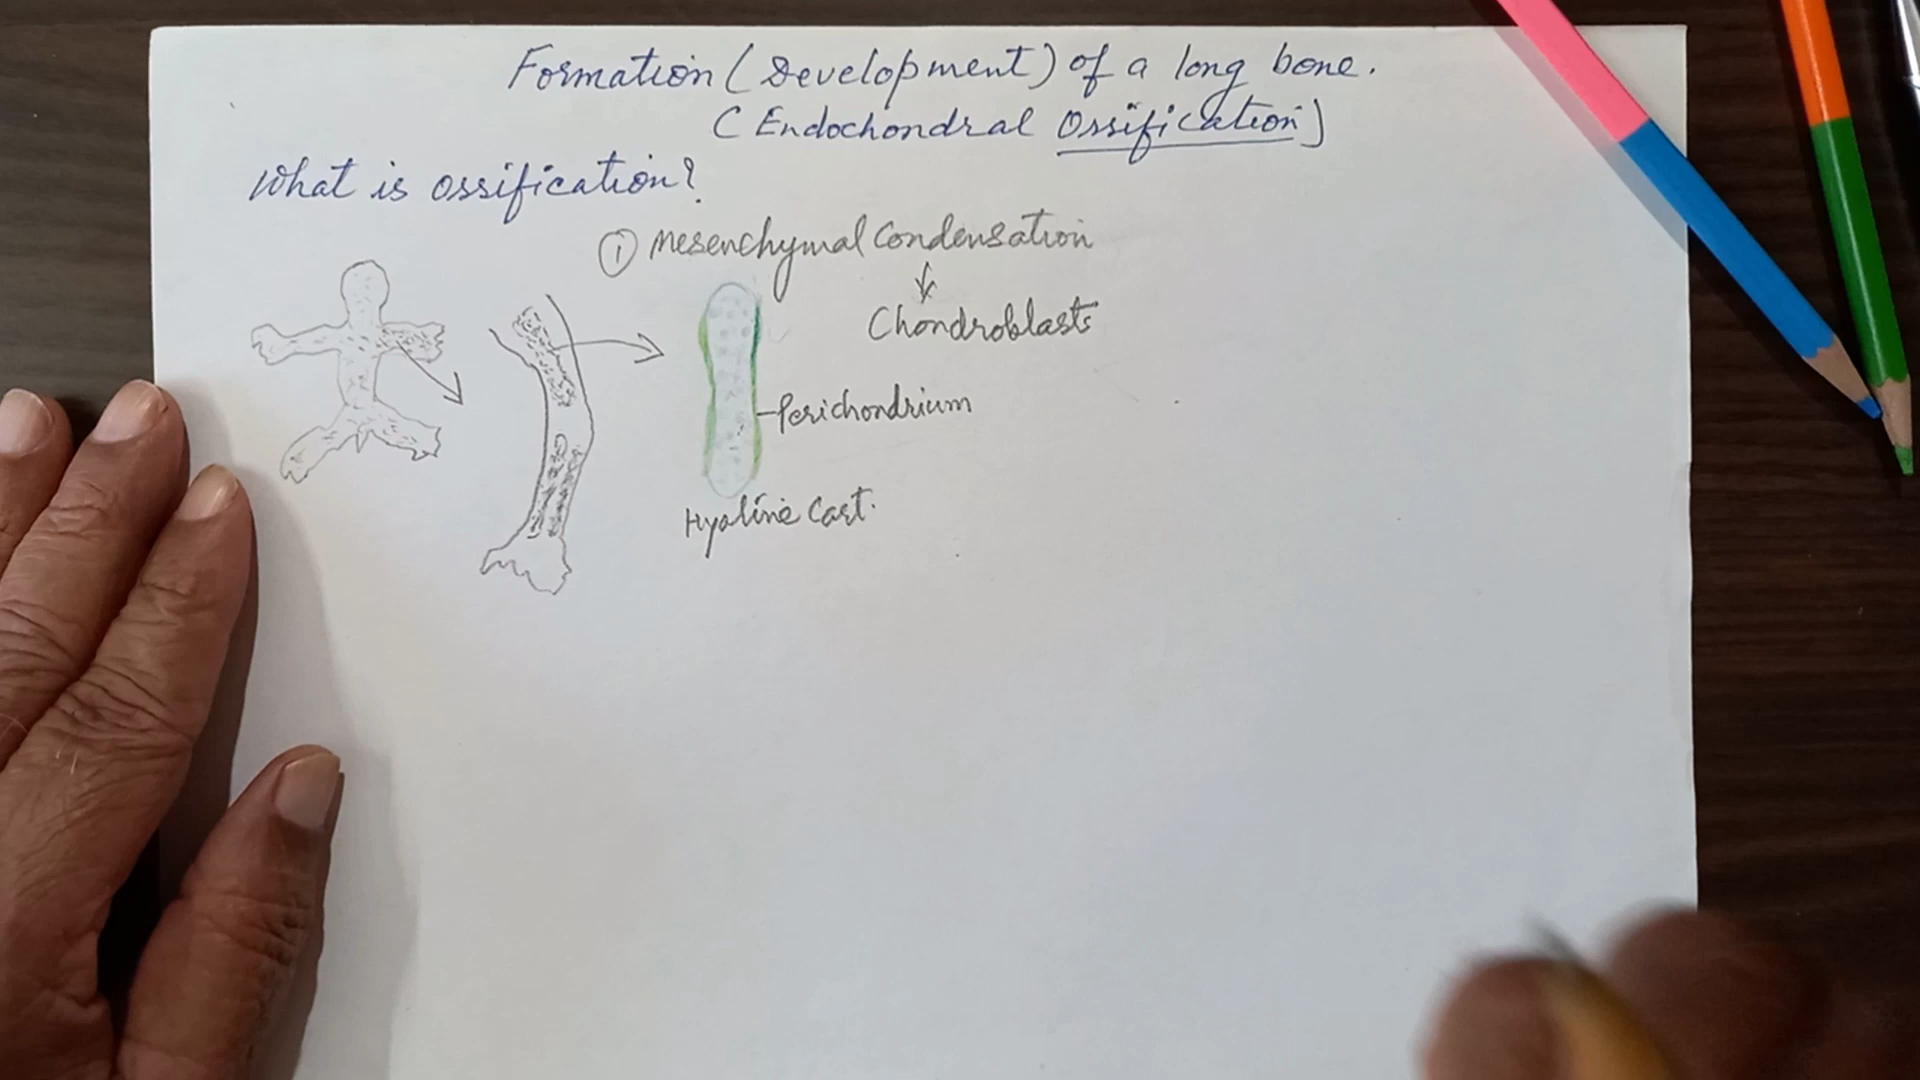 Formation (Development) of a long bone.
(Endochondral Ossification)
What is ossification?
① Mesenchymal Condensation
↓
Chondroblasts
Perichondrium
Hyaline Cart.